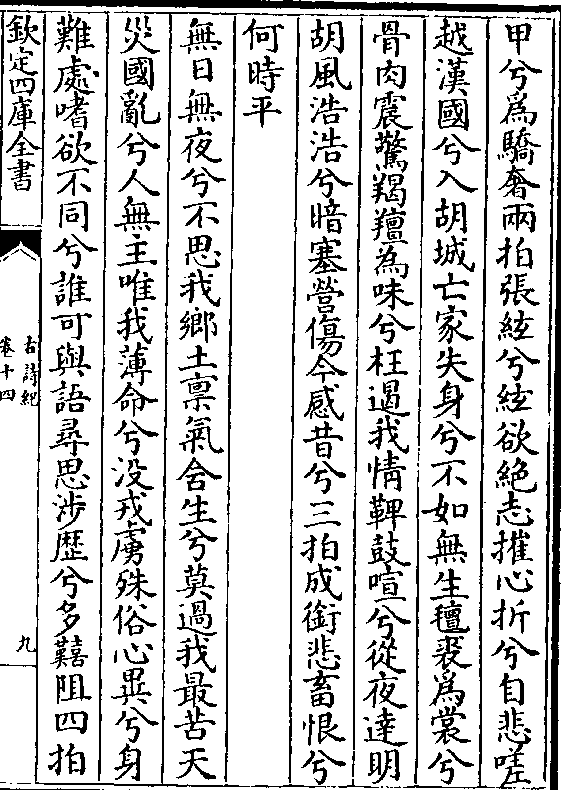 甲兮為驕奢兩拍張絃兮絃欲絶志摧心折兮自悲嗟
越漢國兮入胡城亡家失身兮不如無生氊裘為裳兮
骨肉震驚羯羶為味兮枉遏我情鞞鼓喧兮從夜達明
胡風浩浩兮暗塞營傷今感昔兮三拍成銜悲畜恨兮
何時平
無日無夜兮不思我鄉土禀氣含生兮莫過我最苦天
災國亂兮人無主唯我薄命兮没戎虜殊俗心異兮身
難處嗜欲不同兮誰可與語尋思涉歴兮多囏阻四拍
欽定四庫全書
古詩紀
卷十四
九